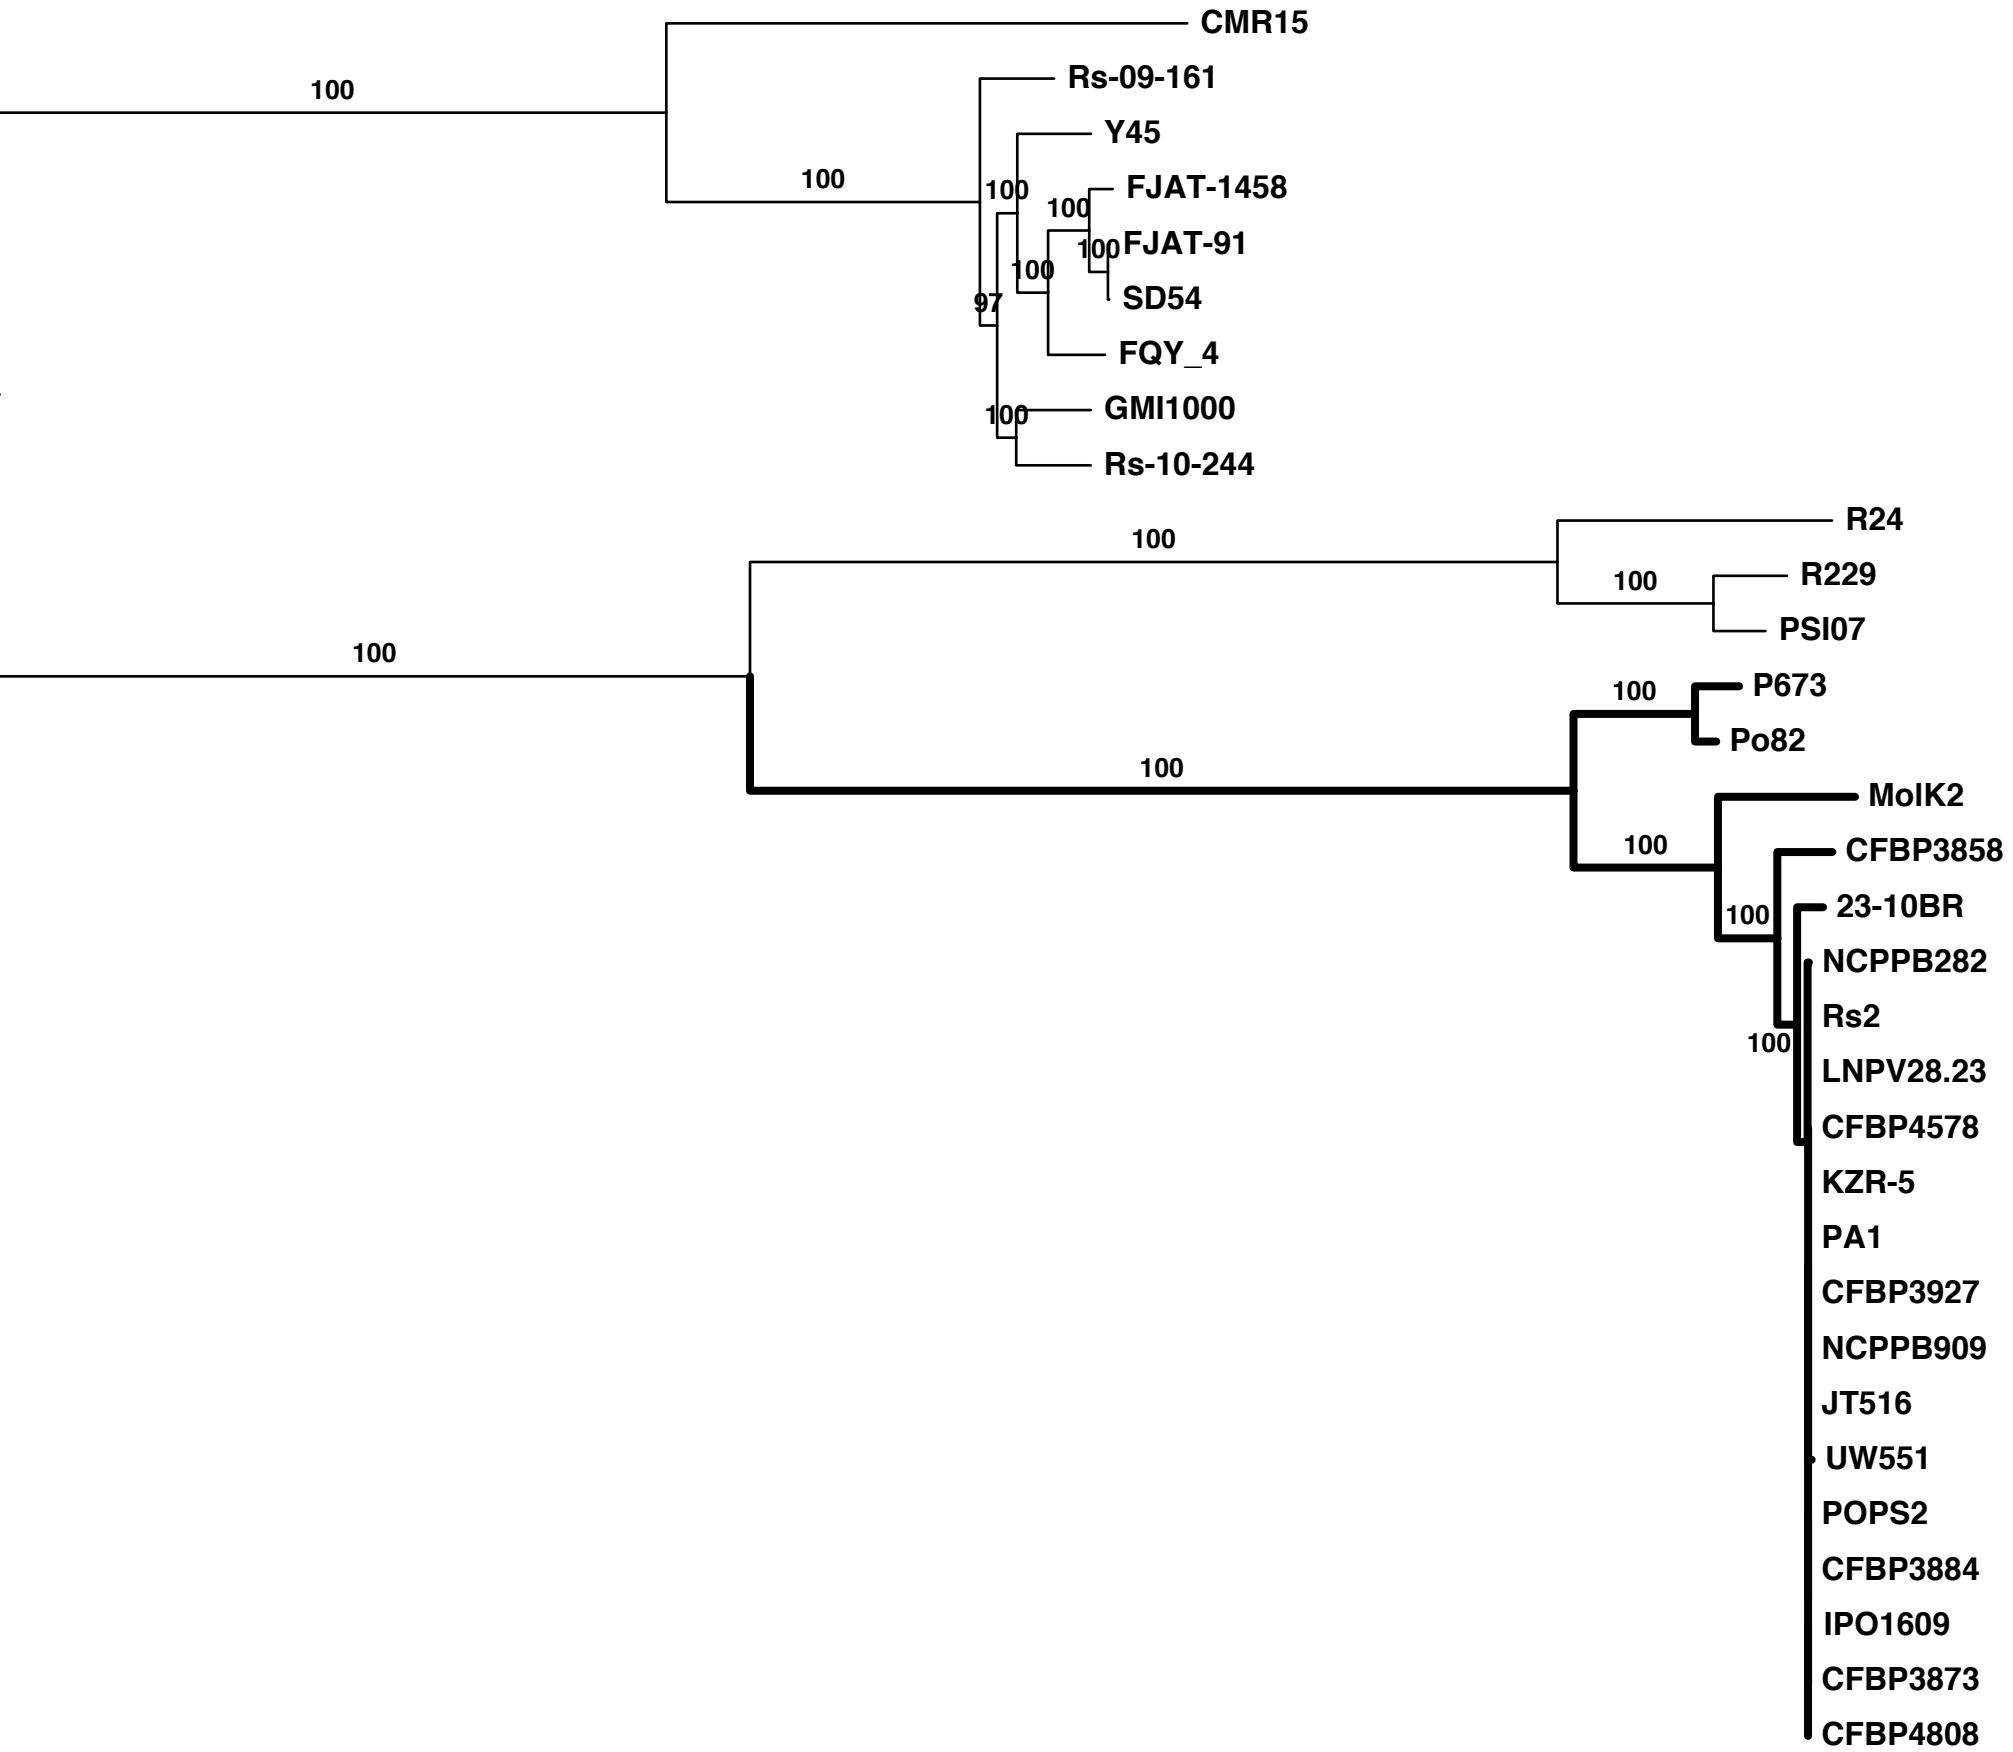 CMR15
Rs-09-161
100
Y45
100
100
FJAT-1458
100
100
FJAT-91
100
SD54
97
FQY_4
100
GMI1000
Rs-10-244
R24
100
R229
100
PSI07
100
P673
100
Po82
100
MolK2
100
CFBP3858
100
23-10BR
NCPPB282
Rs2
100
LNPV28.23
CFBP4578
KZR-5
PA1
CFBP3927
NCPPB909
JT516
UW551
POPS2
CFBP3884
IPO1609
CFBP3873
CFBP4808